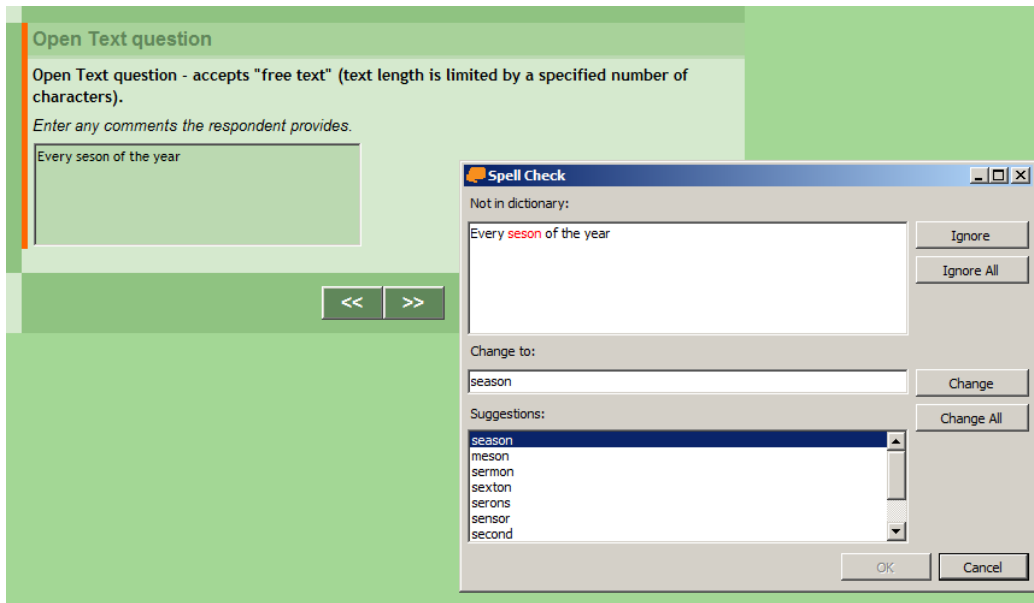 Open Text question
Open Text question - accepts "free text" (text length is limited by a specified number of
characters).
Enter any comments the respondent provides.
Every seson of the year
<< >>
Spell Check
Not in dictionary:
Every seson of the year
Ignore
Ignore All
Change to:
season
Change
Suggestions:
Change All
season
meson
sermon
sexton
serons
sensor
second
OK
Cancel